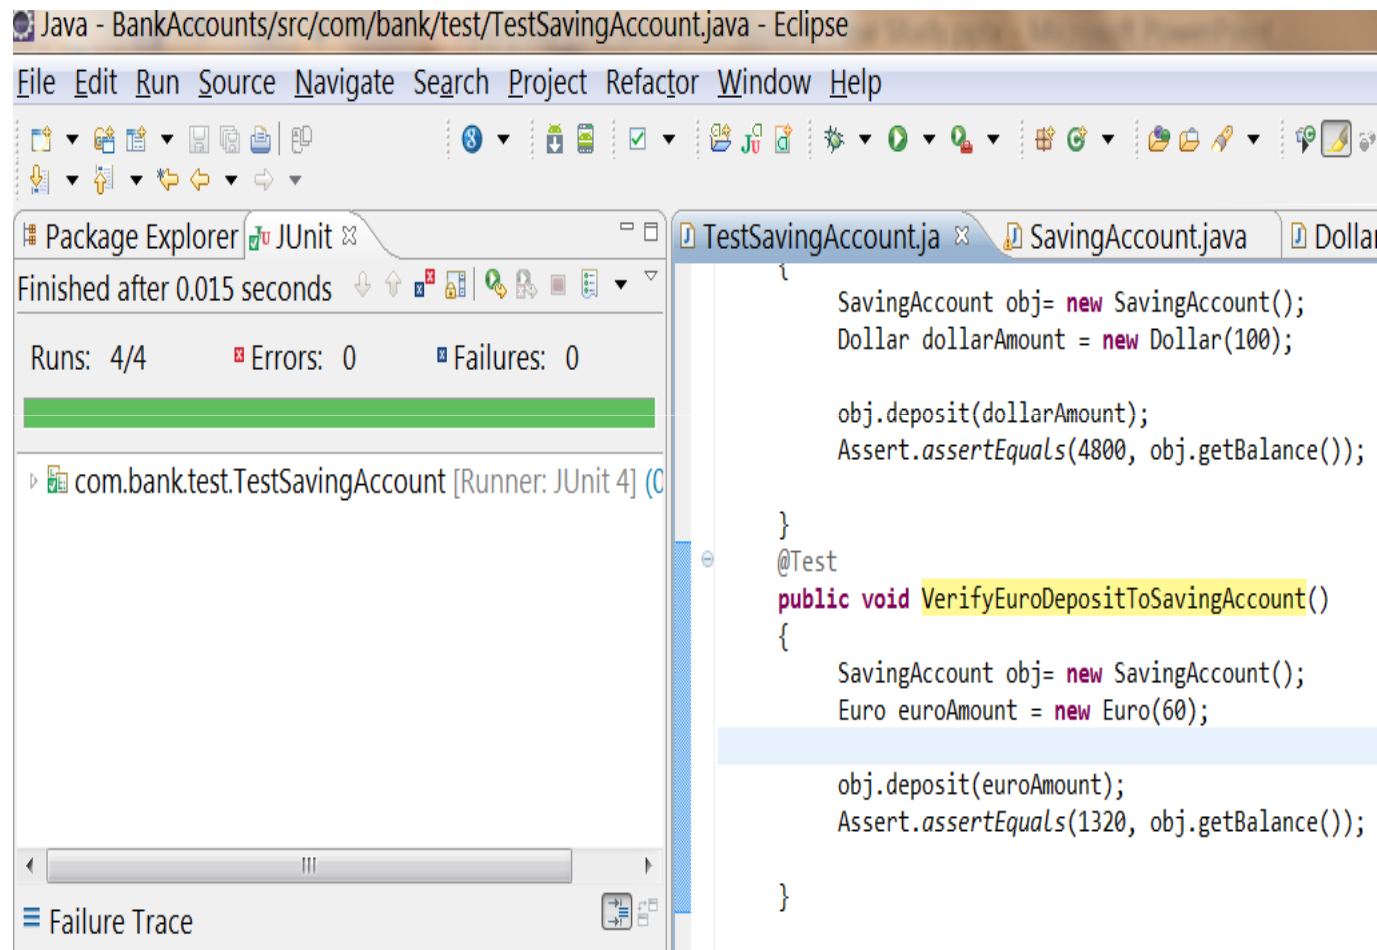 Java - BankAccounts/src/com/bank/test/TestSavingAccount.java - Eclipse
File Edit Run Source Navigate Search Project Refactor Window Help
Package Explorer JUnit
Finished after 0.015 seconds
Runs: 4/4 Errors: 0 Failures: 0
com.bank.test.TestSavingAccount [Runner: JUnit 4] (0
Failure Trace
TestSavingAccount.ja SavingAccount.java Dollar
{
SavingAccount obj= new SavingAccount();
Dollar dollarAmount = new Dollar(100);
obj.deposit(dollarAmount);
Assert.assertEquals(4800, obj.getBalance());
}
@Test
public void VerifyEuroDepositToSavingAccount()
{
SavingAccount obj= new SavingAccount();
Euro euroAmount = new Euro(60);
obj.deposit(euroAmount);
Assert.assertEquals(1320, obj.getBalance());
}